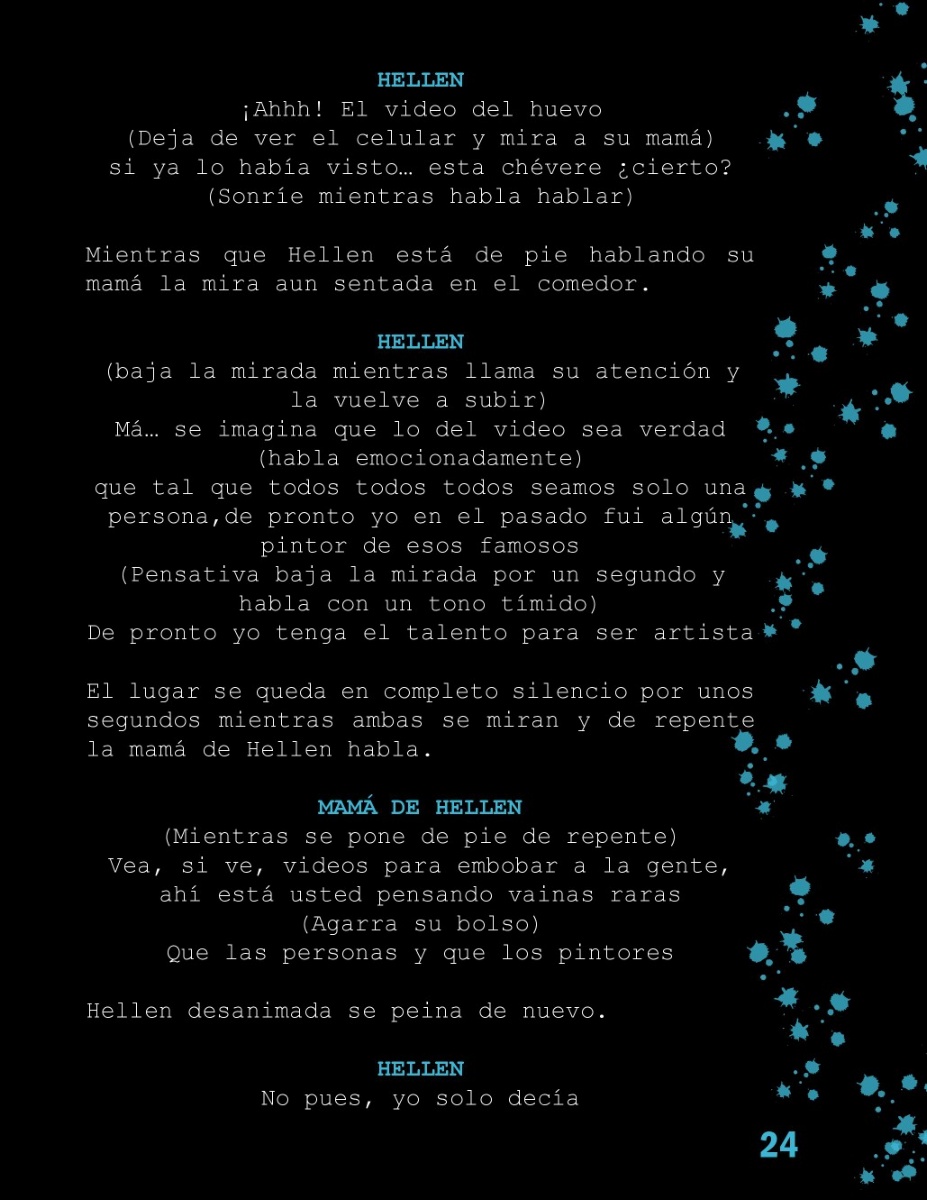 HELLEN
¡Ahhh! El video del huevo
(Deja de ver el celular y mira a su mamá)
si ya lo había visto… esta chévere ¿cierto?
(Sonríe mientras habla hablar)
Mientras que Hellen está de pie hablando su
mamá la mira aun sentada en el comedor.
HELLEN
(baja la mirada mientras llama su atención y
la vuelve a subir)
Má… se imagina que lo del video sea verdad
(habla emocionadamente)
que tal que todos todos todos seamos solo una
persona,de pronto yo en el pasado fui algún
pintor de esos famosos
(Pensativa baja la mirada por un segundo y
habla con un tono tímido)
De pronto yo tenga el talento para ser artista
El lugar se queda en completo silencio por unos
segundos mientras ambas se miran y de repente
la mamá de Hellen habla.
MAMÁ DE HELLEN
(Mientras se pone de pie de repente)
Vea, si ve, videos para embobar a la gente,
ahí está usted pensando vainas raras
(Agarra su bolso)
Que las personas y que los pintores
Hellen desanimada se peina de nuevo.
HELLEN
No pues, yo solo decía
24